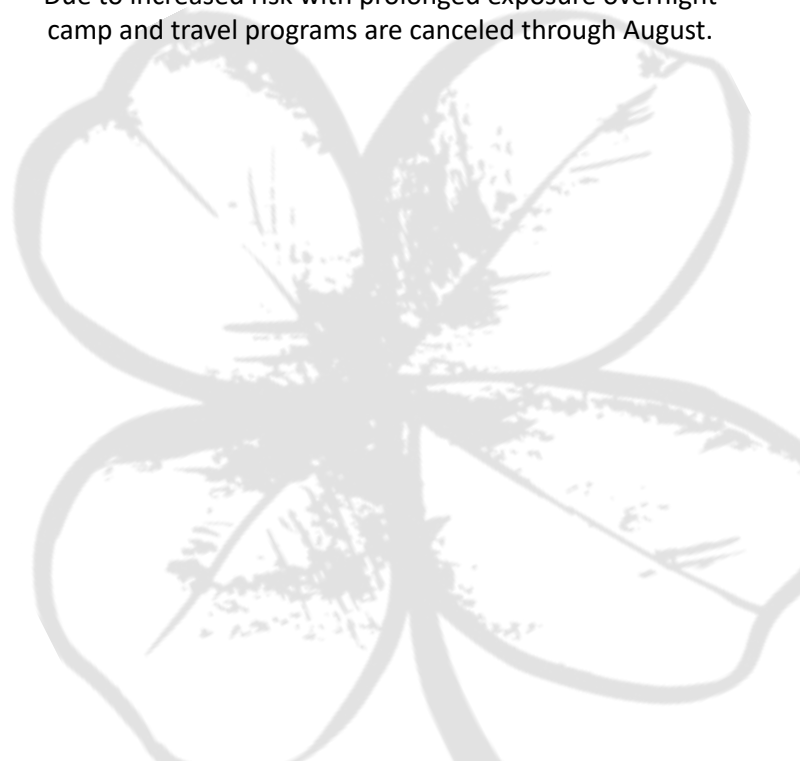 Due to increased risk with prolonged exposure overnight
camp and travel programs are canceled through August.